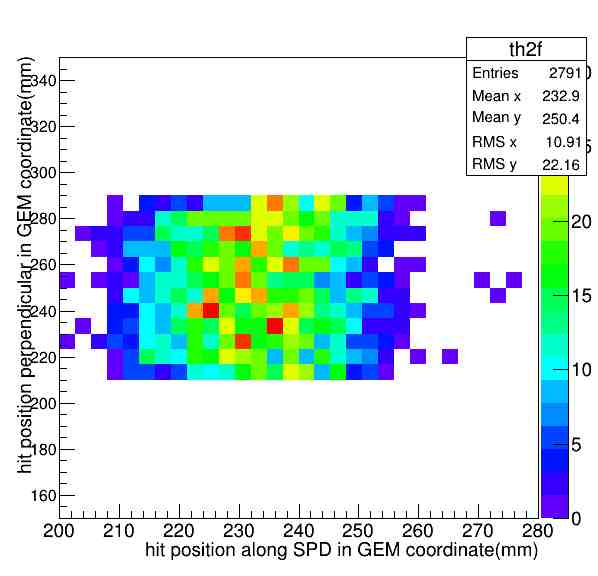 th2f
Entries 2791
Mean x 232.9
Mean y 250.4
RMS x 10.91
RMS y 22.16
hit position perpendicular in GEM coordinate(mm)
340
320
300
280
260
240
220
200
180
160
200 210 220 230 240 250 260 270 280
hit position along SPD in GEM coordinate(mm)
20
15
10
5
0